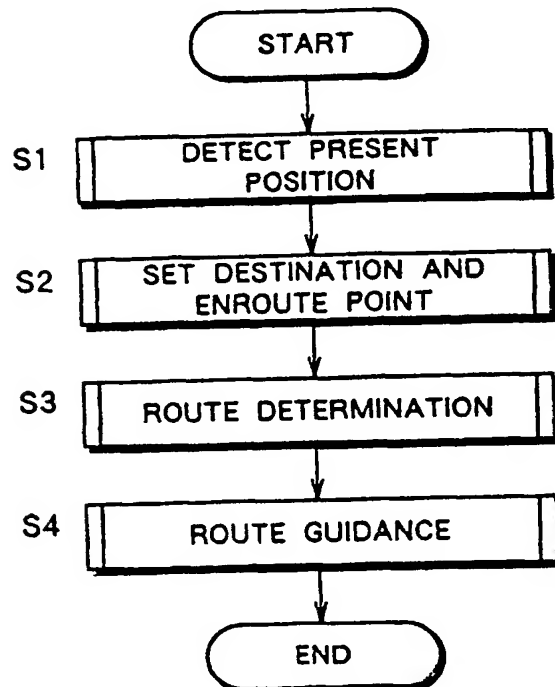 START
S1
DETECT PRESENT
POSITION
S2
SET DESTINATION AND
ENROUTE POINT
S3
ROUTE DETERMINATION
S4
ROUTE GUIDANCE
END